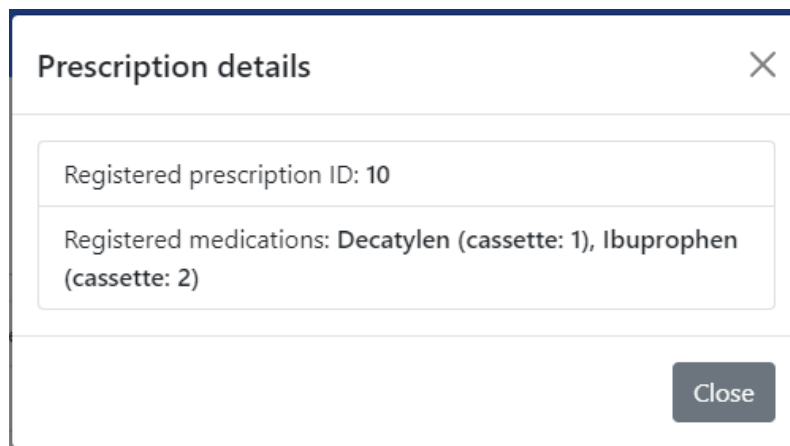 Prescription details
Registered prescription ID: 10
Registered medications: Decatylen (cassette: 1), Ibuprophen
(cassette: 2)
Close